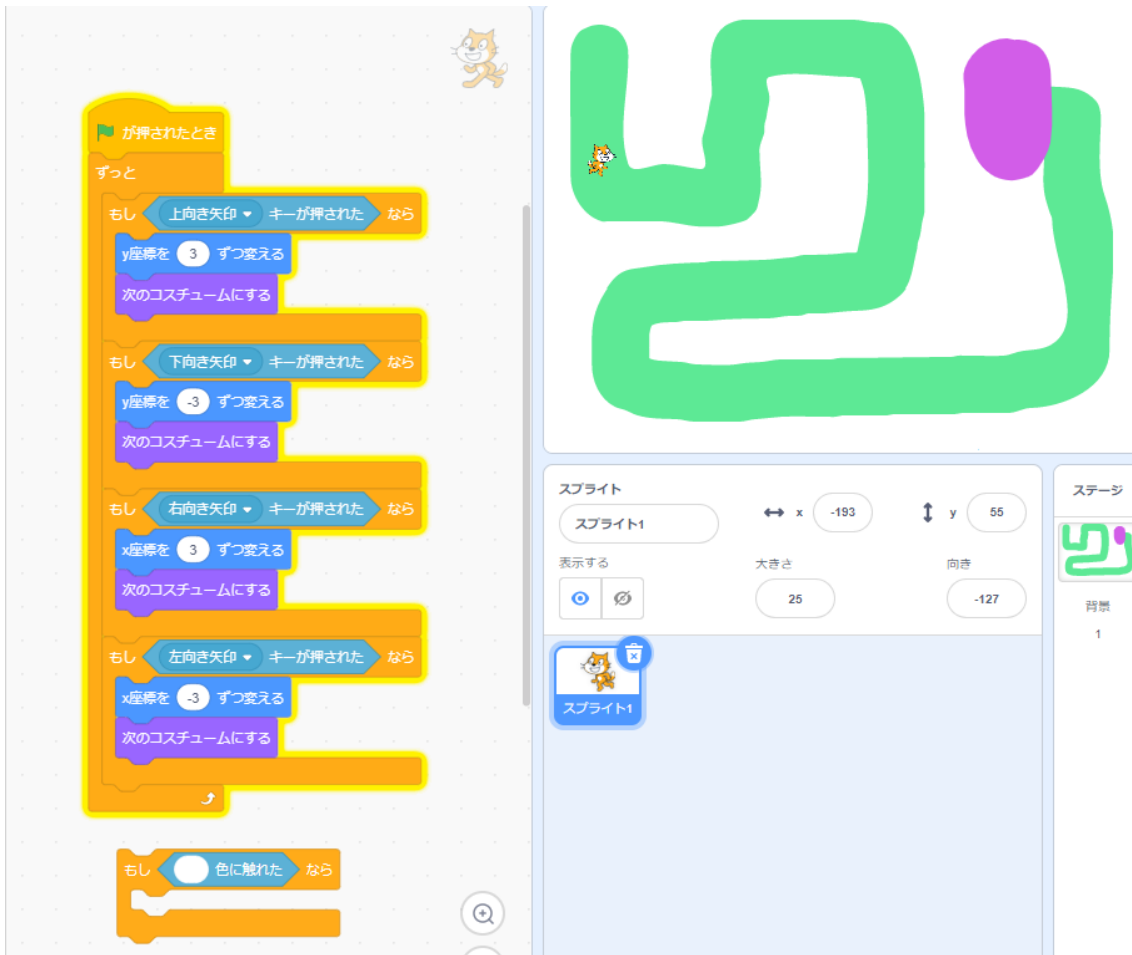 が押されたとき
ずっと
もし 上向き矢印 キーが押された なら
y座標を 3 ずつ変える
次のコスチュームにする
もし 下向き矢印 キーが押された なら
y座標を -3 ずつ変える
次のコスチュームにする
もし 右向き矢印 キーが押された なら
x座標を 3 ずつ変える
次のコスチュームにする
もし 左向き矢印 キーが押された なら
x座標を -3 ずつ変える
次のコスチュームにする
もし 色に触れた なら
スプライト
スプライト1 x -193 y 55
表示する 大きさ 向き
25 -127
スプライト1
ステージ
背景
1